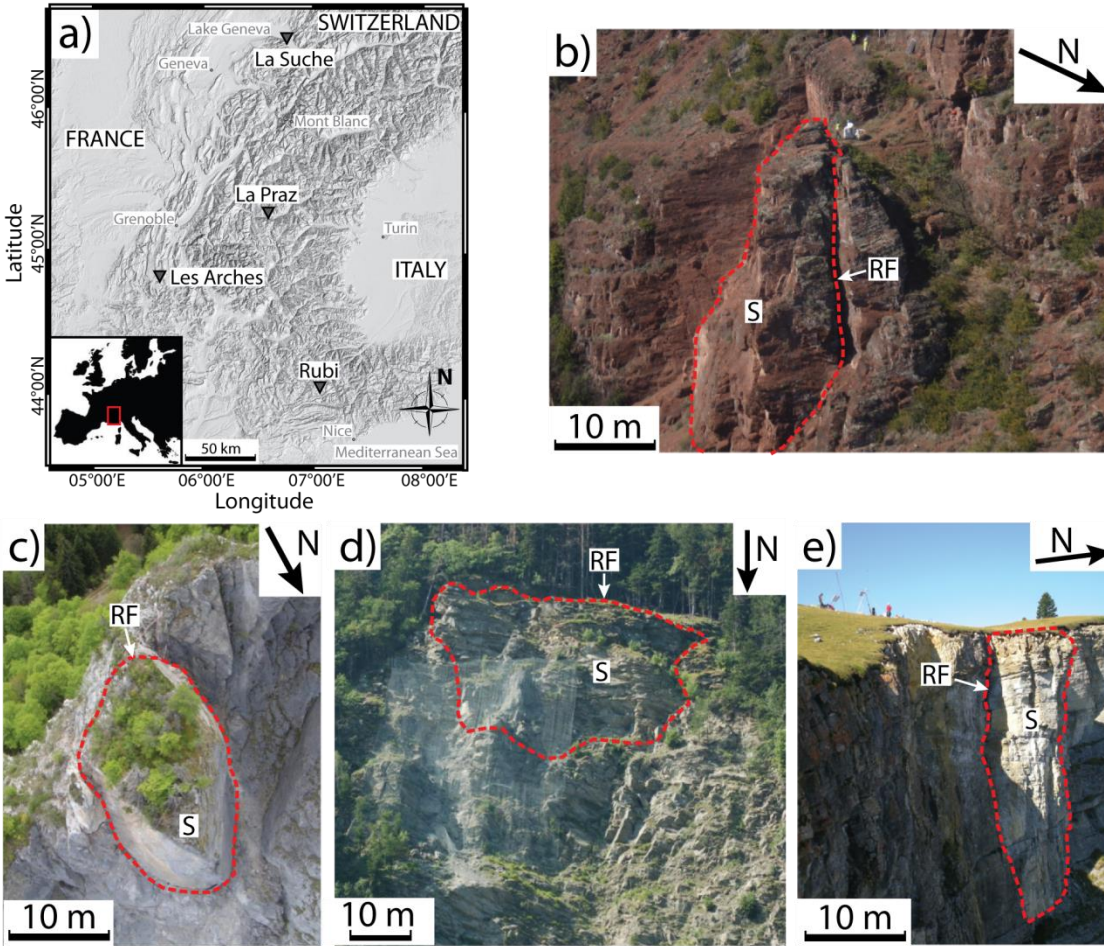 a)
SWITZERLAND
Lake Geneva
La Suche
Geneva
46°00'N
Mont Blanc
FRANCE
La Praz
Grenoble
45°00'N
Turin
Latitude
Les Arches
ITALY
Rubi
44°00'N
N
Nice
50 km
Mediterranean Sea
05°00'E
06°00'E
07°00'E
08°00'E
Longitude
b)
N
RF
S
10 m
c)
N
RF
S
10 m
d)
RF
N
S
10 m
e)
N
RF
S
10 m